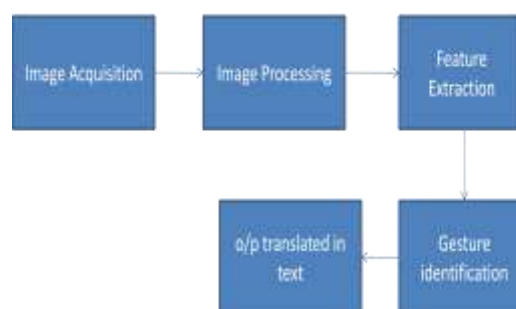 Image Acquisition
Image Processing
Feature
Extraction
Gesture
identification
o/p translated in
text